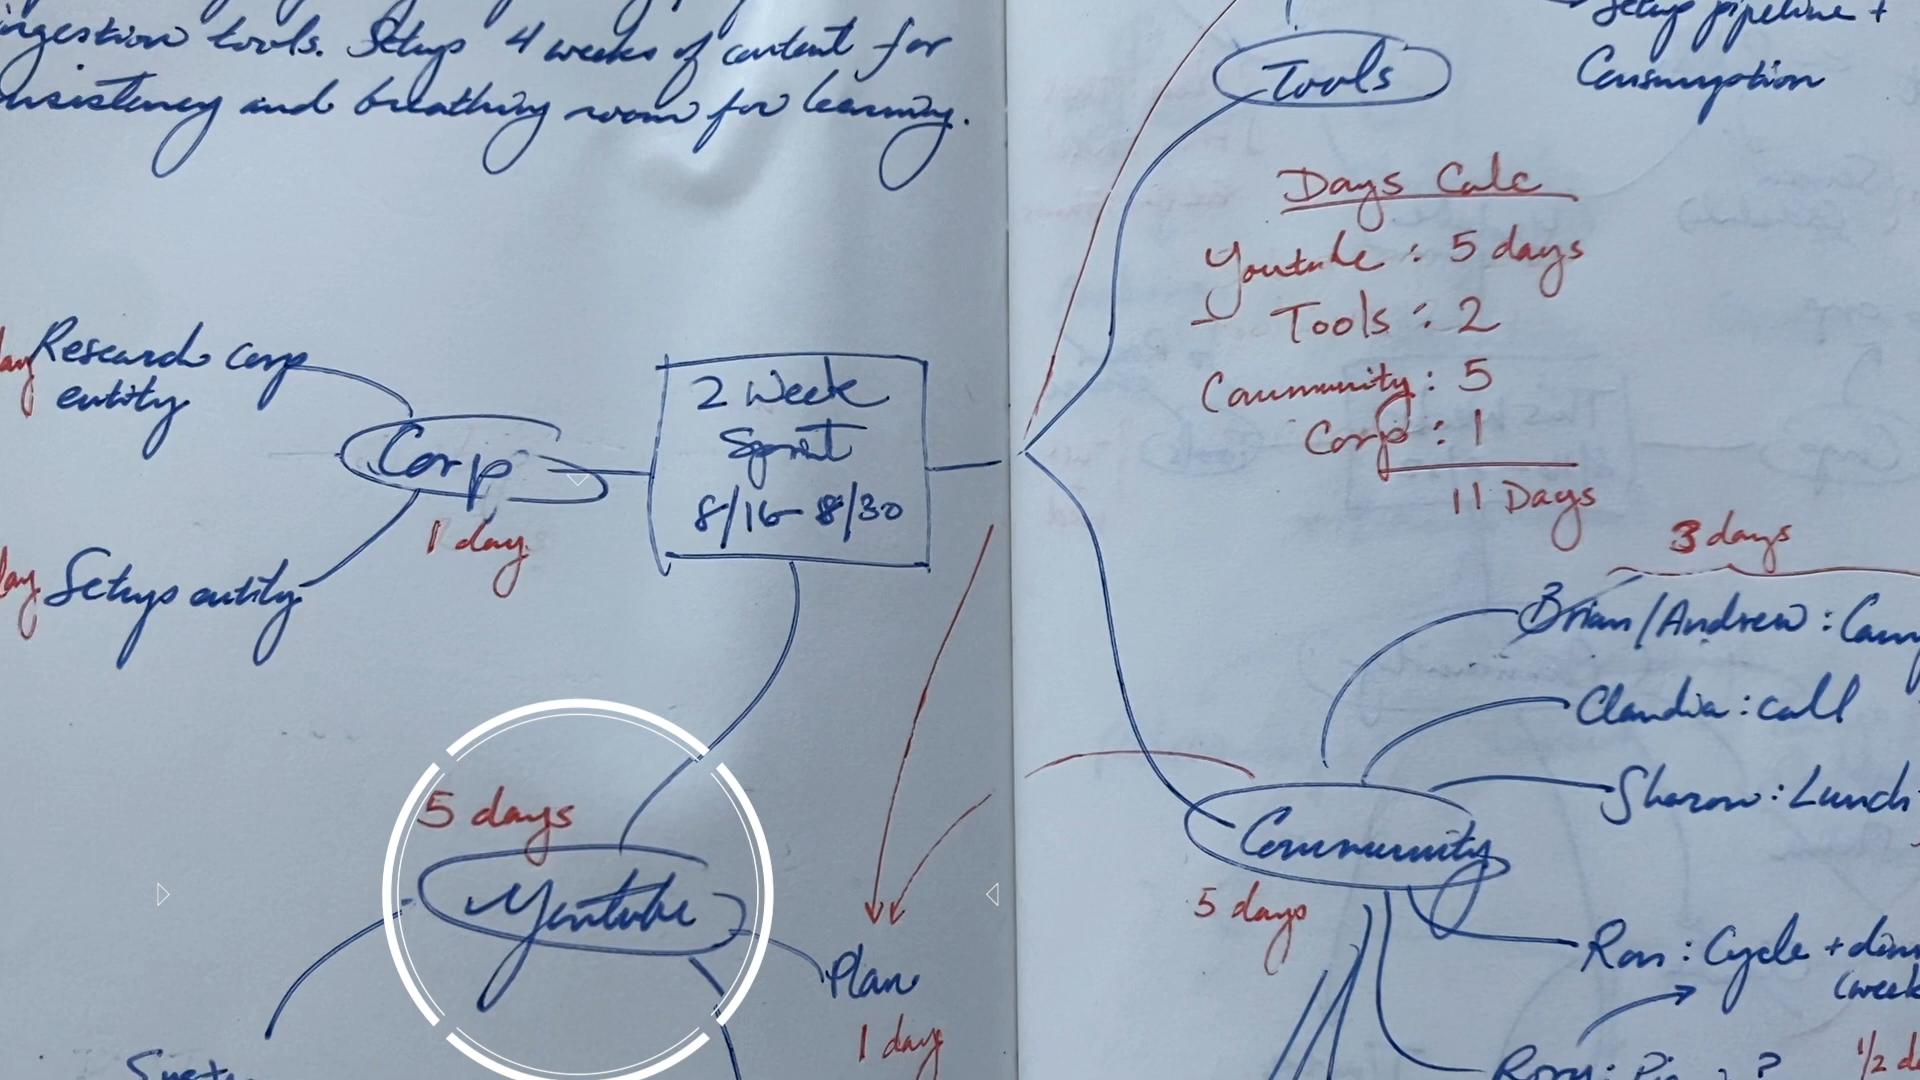 ingestion tools. Setup 4 weeks of content for
consistency and breathing room for learning.
Research corp
entity
Corp
1 day
Setup entity
2 Week
Sprint
8/16 - 8/30
5 days
Youtube
Plan
1 day
Setup pipeline +
Consumption
Tools
Days Calc
Youtube : 5 days
Tools : 2
Community : 5
Corp : 1
11 Days
3 days
Brian/Andrew :
Claudia : call
Sharon : Lunch
Community
5 days
Ron : Cycle +
(week
1/2